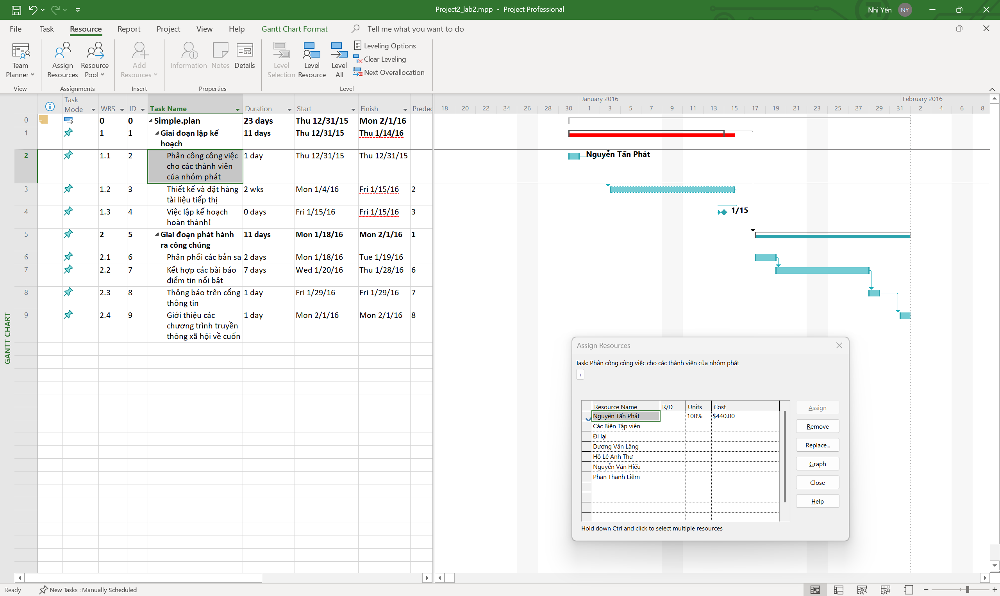 Project2_lab2.mpp - Project Professional
Nhi Yến NY
File Task Resource Report Project View Help Gantt Chart Format Tell me what you want to do
Team Planner
Assign Resources
Resource Pool
Add Resources
Information
Notes
Details
Level Selection
Level Resource
Level All
Leveling Options
Clear Leveling
Next Overallocation
View Assignments Insert Properties Level
Task Mode WBS ID Task Name Duration Start Finish Predec
January 2016 February 2016
18 20 22 24 26 28 30 1 3 5 7 9 11 13 15 17 19 21 23 25 27 29 31 2 4 6 8
0 0 0 Simple.plan 23 days Thu 12/31/15 Mon 2/1/16
1 1 1 Giai đoạn lập kế 11 days Thu 12/31/15 Thu 1/14/16
hoạch
2 1.1 2 Phân công công việc 1 day Thu 12/31/15 Thu 12/31/15 Nguyễn Tấn Phát
cho các thành viên
của nhóm phát
3 1.2 3 Thiết kế và đặt hàng 2 wks Mon 1/4/16 Fri 1/15/16 2
tài liệu tiếp thị
4 1.3 4 Việc lập kế hoạch 0 days Fri 1/15/16 Fri 1/15/16 3 1/15
hoàn thành!
5 2 5 Giai đoạn phát hành 11 days Mon 1/18/16 Mon 2/1/16 1
ra công chúng
6 2.1 6 Phân phối các bản sa 2 days Mon 1/18/16 Tue 1/19/16
7 2.2 7 Kết hợp các bài báo 7 days Wed 1/20/16 Thu 1/28/16 6
điểm tin nổi bật
8 2.3 8 Thông báo trên cổng 1 day Fri 1/29/16 Fri 1/29/16 7
thông tin
9 2.4 9 Giới thiệu các 1 day Mon 2/1/16 Mon 2/1/16 8
chương trình truyền
thông xã hội về cuốn
GANTT CHART
Assign Resources
Task: Phân công công việc cho các thành viên của nhóm phát
+
Resource Name R/D Units Cost
Nguyễn Tấn Phát 100% $440.00
Các Biên Tập viên
Đi lại
Dương Văn Lăng
Hồ Lê Anh Thư
Nguyễn Văn Hiếu
Phan Thanh Liêm
Assign
Remove
Replace...
Graph
Close
Help
Hold down Ctrl and click to select multiple resources
Ready New Tasks : Manually Scheduled